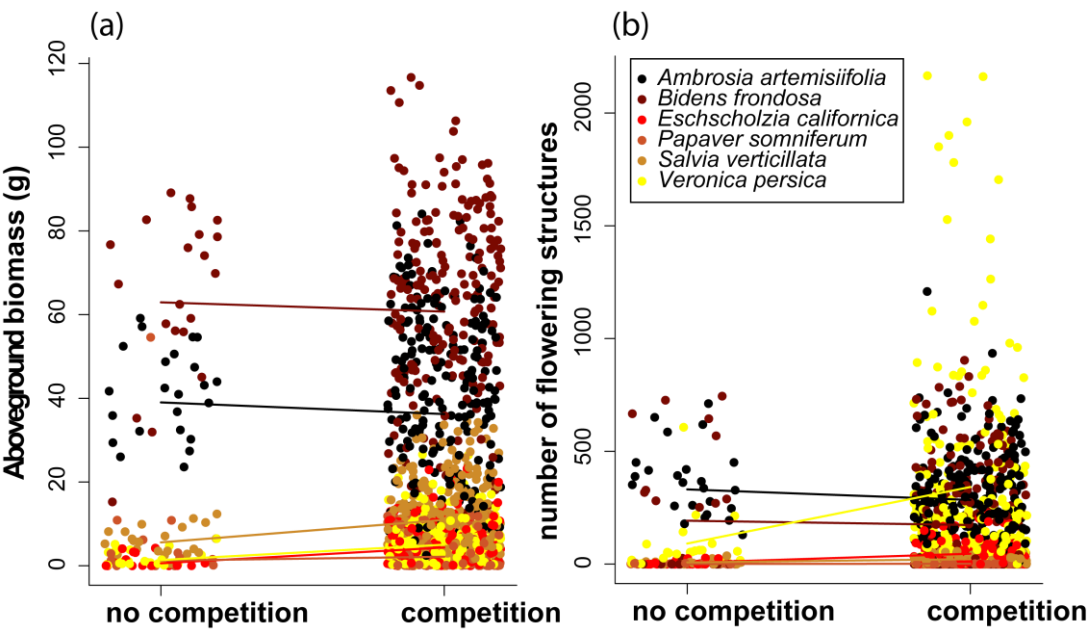 (a)
Aboveground biomass (g)
120
100
80
60
40
20
0
no competition
competition
(b)
number of flowering structures
2000
1500
1000
500
0
Ambrosia artemisiifolia
Bidens frondosa
Eschscholzia californica
Papaver somniferum
Salvia verticillata
Veronica persica
no competition
competition